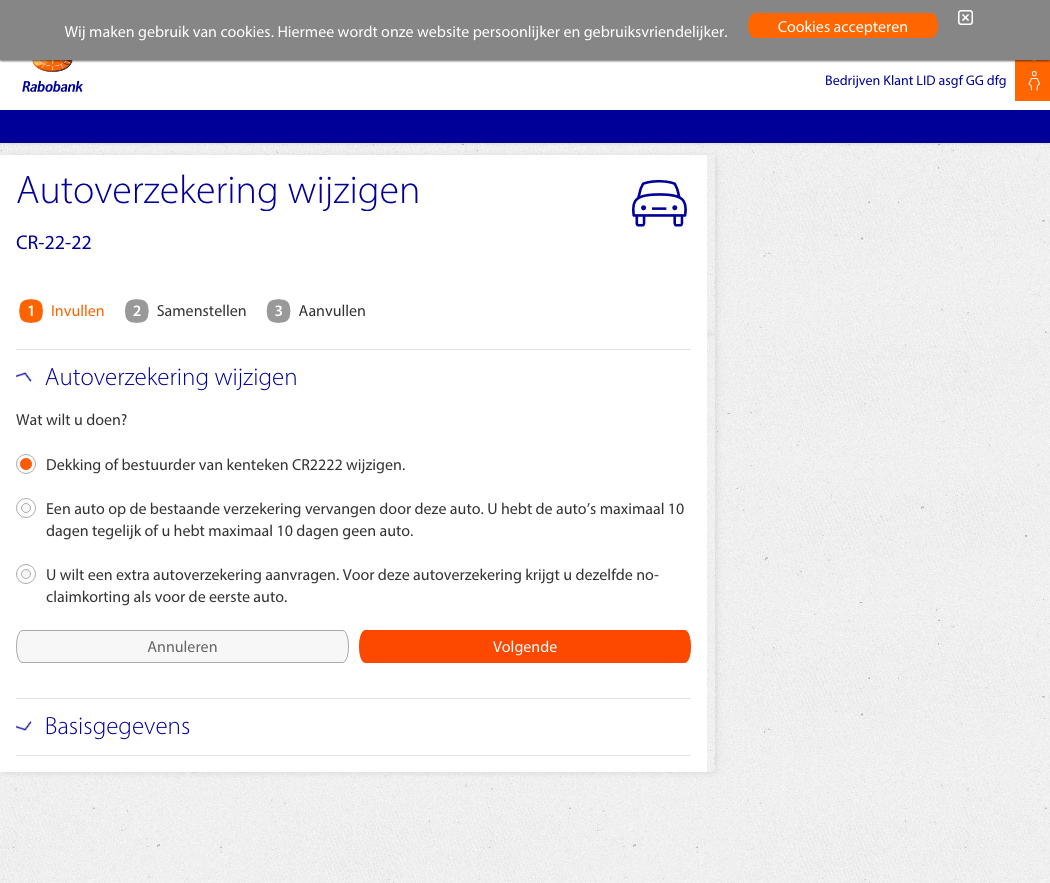 Wij maken gebruik van cookies. Hiermee wordt onze website persoonlijker en gebruiksvriendelijker.
Cookies accepteren
Rabobank
Bedrijven Klant LID asgf GG dfg
Autoverzekering wijzigen
CR-22-22
1 Invullen 2 Samenstellen 3 Aanvullen
Autoverzekering wijzigen
Wat wilt u doen?
Dekking of bestuurder van kenteken CR2222 wijzigen.
Een auto op de bestaande verzekering vervangen door deze auto. U hebt de auto’s maximaal 10
dagen tegelijk of u hebt maximaal 10 dagen geen auto.
U wilt een extra autoverzekering aanvragen. Voor deze autoverzekering krijgt u dezelfde no-
claimkorting als voor de eerste auto.
Annuleren
Volgende
Basisgegevens